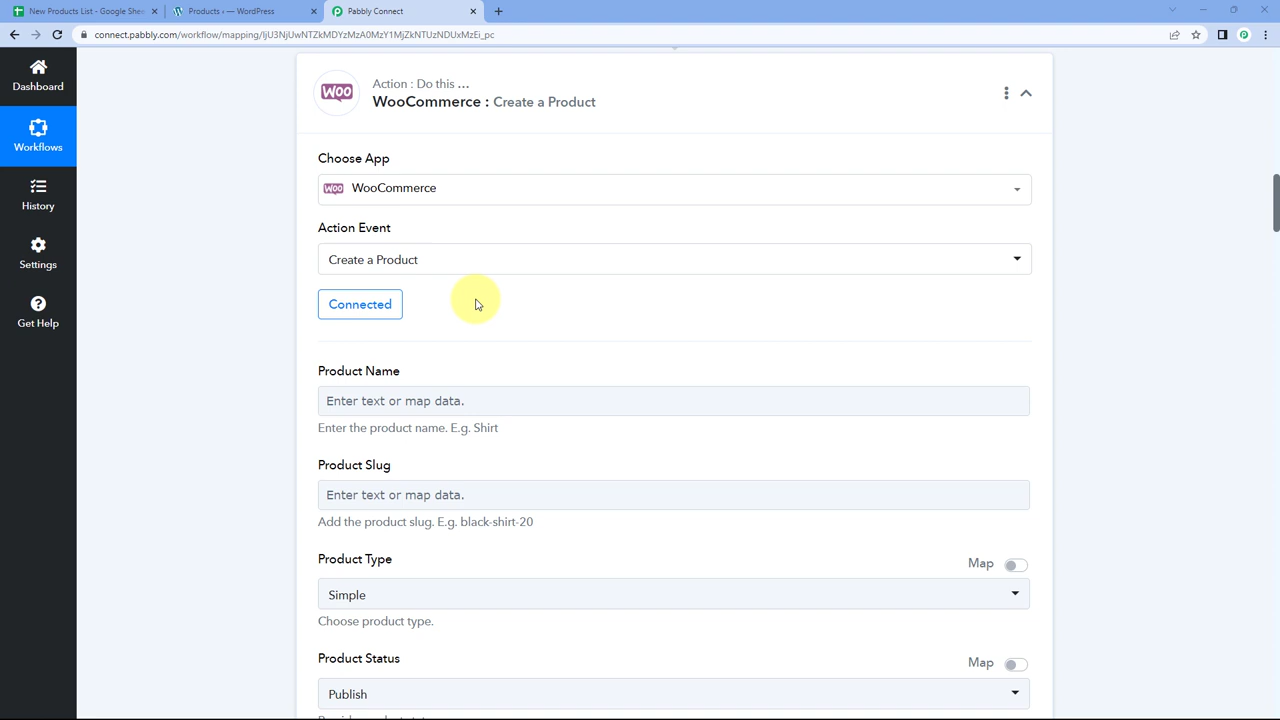 New Products List - Google She
Products ‹ — WordPress
Pabbly Connect
connect.pabbly.com/workflow/mapping/IjU3NjUwNTZkMDYzMzA0MzY1MjZkNTUzNDUxMzEi_pc
Dashboard
Workflows
History
Settings
Get Help
WOO
Action : Do this ...
WooCommerce : Create a Product
Choose App
WOO WooCommerce
Action Event
Create a Product
Connected
Product Name
Enter text or map data.
Enter the product name. E.g. Shirt
Product Slug
Enter text or map data.
Add the product slug. E.g. black-shirt-20
Product Type
Map
Simple
Choose product type.
Product Status
Map
Publish